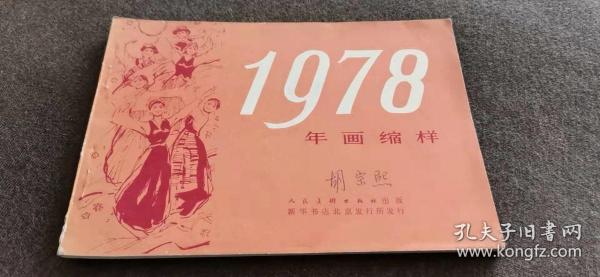 1978
年画缩样
胡宗熙
人民美术出版社出版
新华书店北京发行所发行
孔夫子旧书网
www.kongfz.com